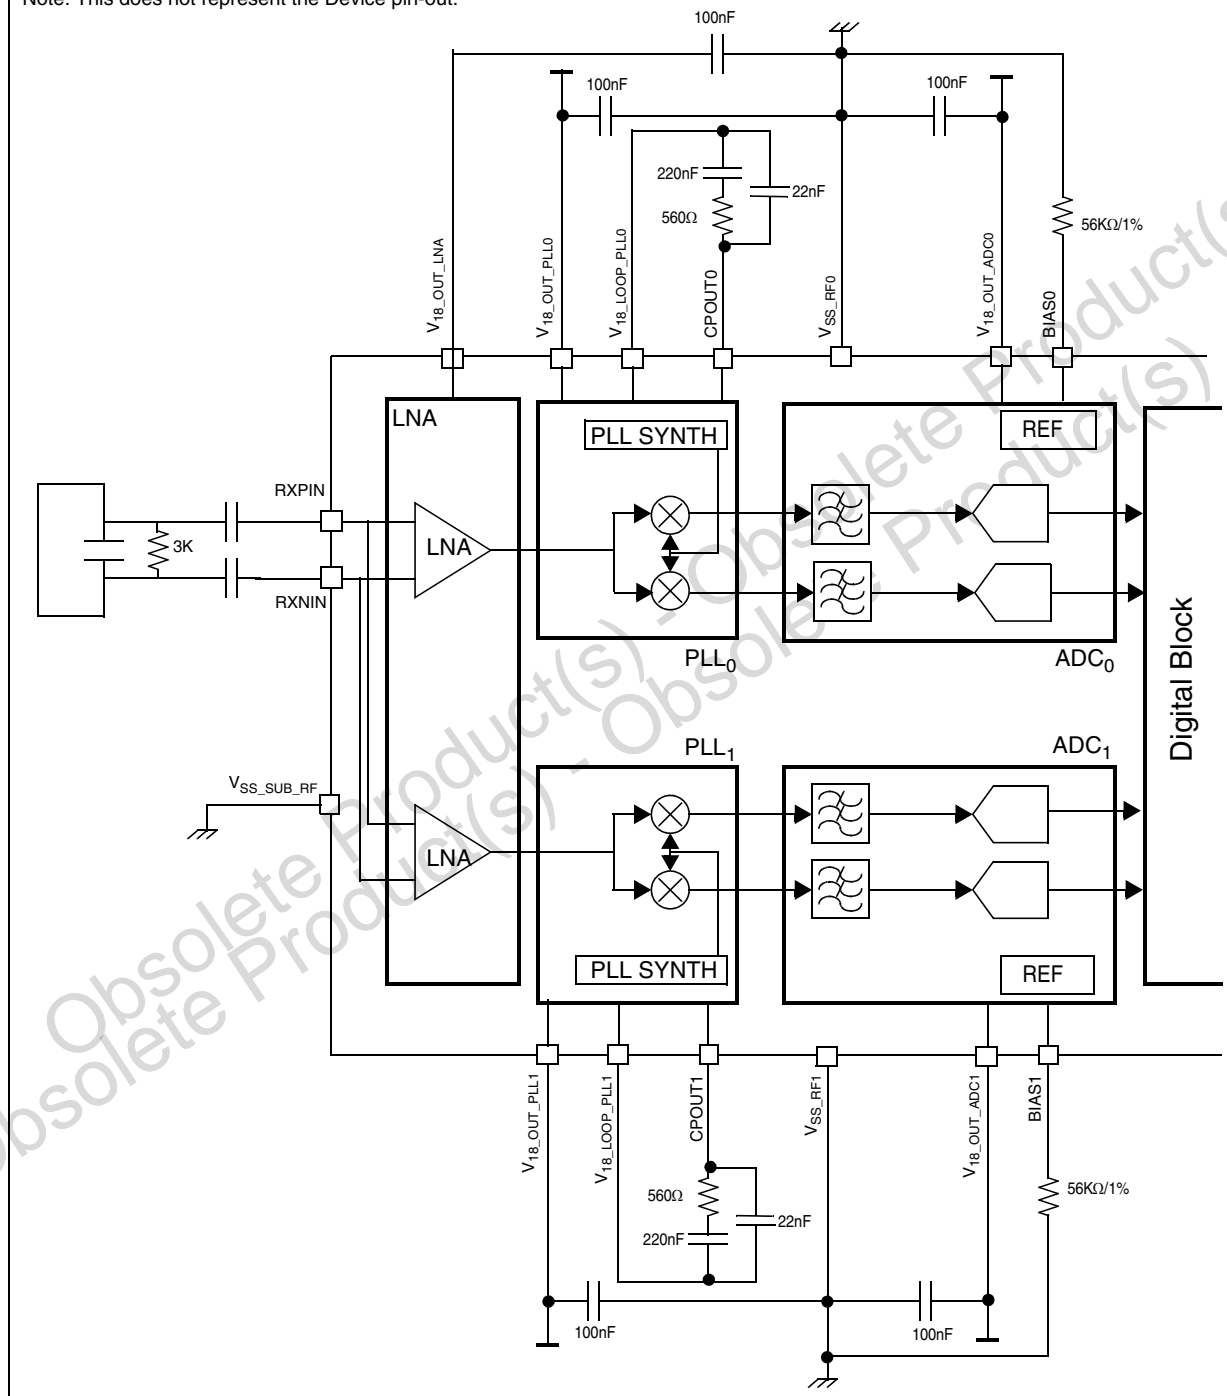 Note: This does not represent the Device pin-out.
100nF
100nF
100nF
220nF
22nF
560Ω
56KΩ/1%
V18_OUT_LNA
V18_OUT_PLL0
V18_LOOP_PLL0
CPOUT0
VSS_RF0
V18_OUT_ADC0
BIAS0
LNA
PLL SYNTH
REF
RXPIN
3K
LNA
RXNIN
PLL0
ADC0
Digital Block
PLL1
ADC1
VSS_SUB_RF
LNA
PLL SYNTH
REF
V18_OUT_PLL1
V18_LOOP_PLL1
CPOUT1
VSS_RF1
V18_OUT_ADC1
BIAS1
560Ω
22nF
220nF
56KΩ/1%
100nF
100nF
Obsolete Product(s) - Obsolete Product(s)
Obsolete Product(s) - Obsolete Product(s)